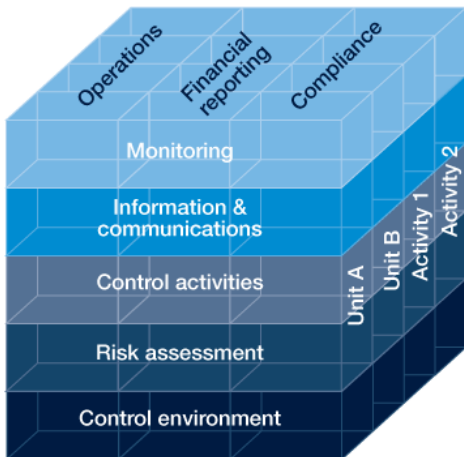 Operations
Financial
reporting
Compliance
Monitoring
Information &
communications
Control activities
Risk assessment
Control environment
Unit A
Unit B
Activity 1
Activity 2